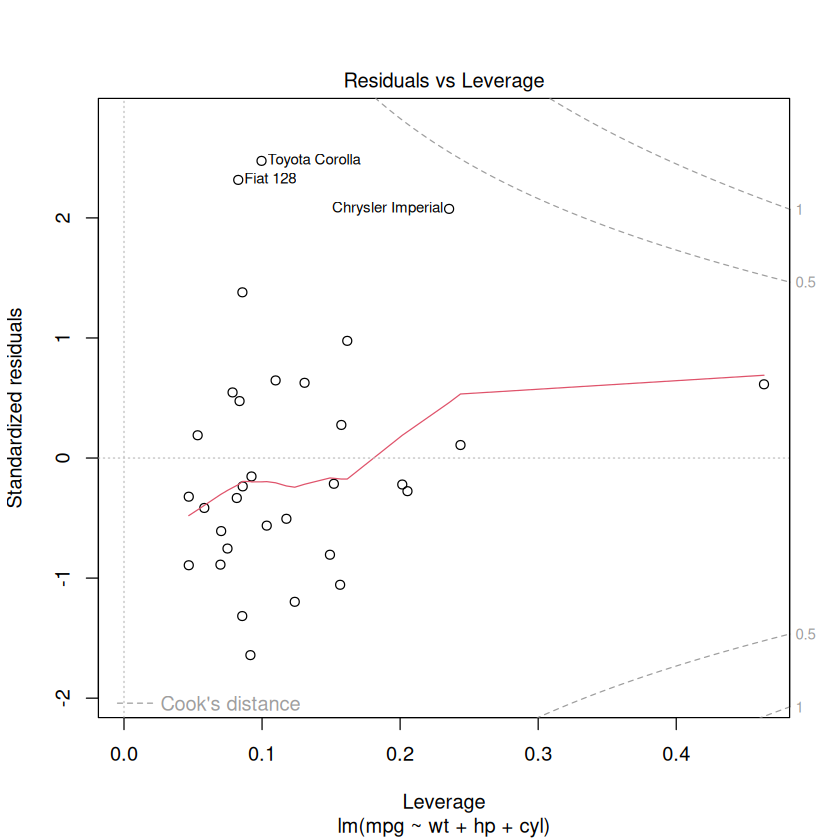 Residuals vs Leverage
Standardized residuals
2
1
0
-1
-2
Toyota Corolla
Fiat 128
Chrysler Imperial
1
0.5
0.5
1
Cook's distance
0.0 0.1 0.2 0.3 0.4
Leverage
lm(mpg ~ wt + hp + cyl)